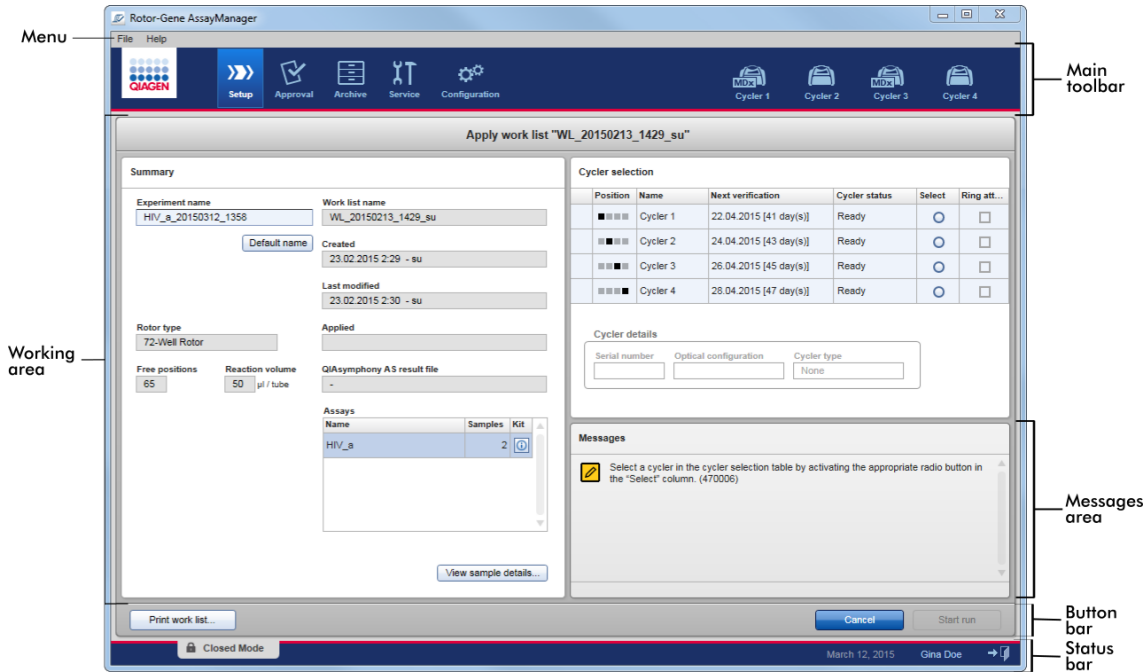 Rotor-Gene AssayManager
Menu
File Help
Main
toolbar
QIAGEN
Setup Approval Archive Service Configuration
MDx MDx
Cycler 1 Cycler 2 Cycler 3 Cycler 4
Apply work list "WL_20150213_1429_su"
Summary
Experiment name Work list name
HIV_a_20150312_1358 WL_20150213_1429_su
Default name
Created
23.02.2015 2:29 - su
Last modified
23.02.2015 2:30 - su
Rotor type Applied
72-Well Rotor
Free positions Reaction volume QIAsymphony AS result file
65 50 µl / tube -
Assays
Name Samples Kit
HIV_a 2
View sample details...
Working
area
Cycler selection
Position Name Next verification Cycler status Select Ring att...
Cycler 1 22.04.2015 [41 day(s)] Ready
Cycler 2 24.04.2015 [43 day(s)] Ready
Cycler 3 26.04.2015 [45 day(s)] Ready
Cycler 4 28.04.2015 [47 day(s)] Ready
Cycler details
Serial number Optical configuration Cycler type
None
Messages
Select a cycler in the cycler selection table by activating the appropriate radio button in
the "Select" column. (470006)
Messages
area
Print work list... Cancel Start run
Button
bar
Closed Mode March 12, 2015 Gina Doe
Status
bar